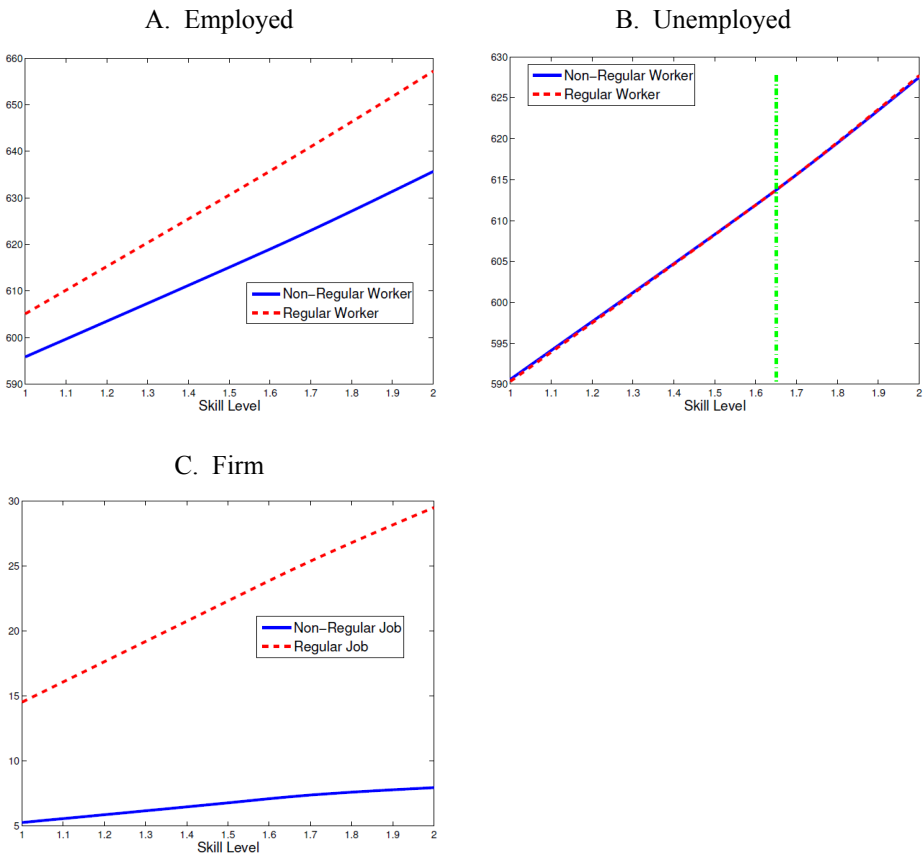 A. Employed
660
650
640
630
620
610
600
590
1 1.1 1.2 1.3 1.4 1.5 1.6 1.7 1.8 1.9 2
Skill Level
Non-Regular Worker
Regular Worker
B. Unemployed
630
625
620
615
610
605
600
595
590
1 1.1 1.2 1.3 1.4 1.5 1.6 1.7 1.8 1.9 2
Skill Level
Non-Regular Worker
Regular Worker
C. Firm
30
25
20
15
10
5
1 1.1 1.2 1.3 1.4 1.5 1.6 1.7 1.8 1.9 2
Skill Level
Non-Regular Job
Regular Job